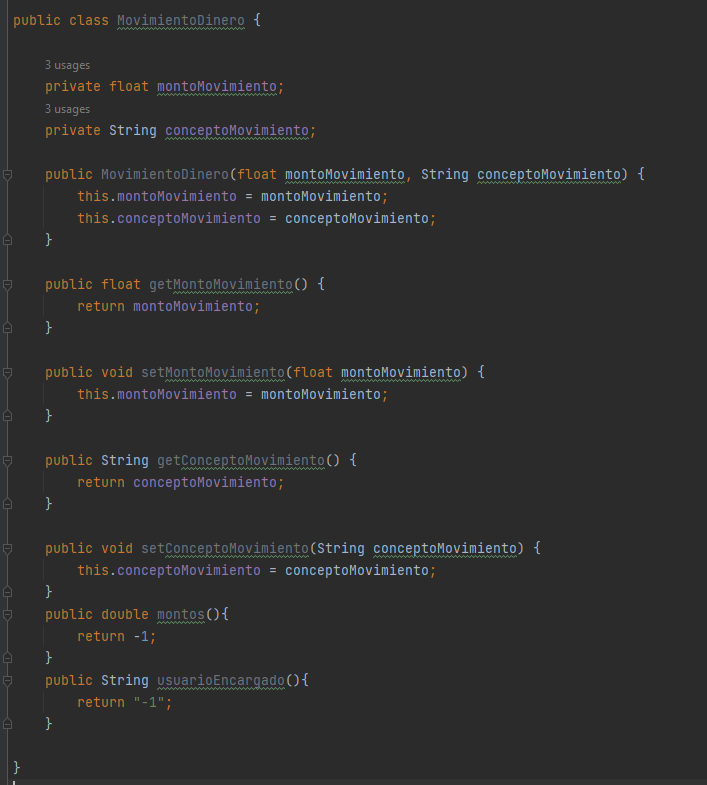 public class MovimientoDinero {
3 usages
private float montoMovimiento;
3 usages
private String conceptoMovimiento;
public MovimientoDinero(float montoMovimiento, String conceptoMovimiento) {
this.montoMovimiento = montoMovimiento;
this.conceptoMovimiento = conceptoMovimiento;
}
public float getMontoMovimiento() {
return montoMovimiento;
}
public void setMontoMovimiento(float montoMovimiento) {
this.montoMovimiento = montoMovimiento;
}
public String getConceptoMovimiento() {
return conceptoMovimiento;
}
public void setConceptoMovimiento(String conceptoMovimiento) {
this.conceptoMovimiento = conceptoMovimiento;
}
public double montos(){
return -1;
}
public String usuarioEncargado(){
return "-1";
}
}